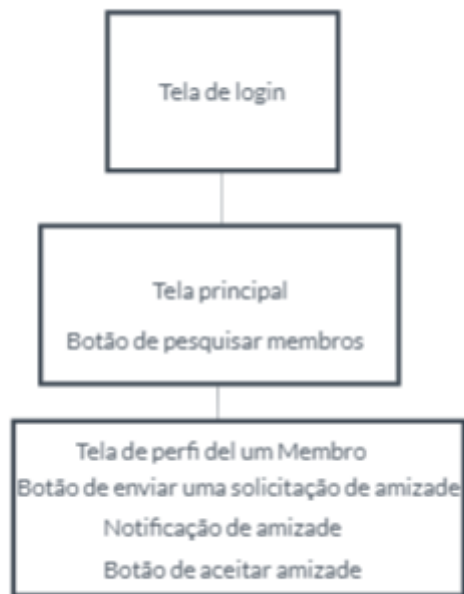 Tela de login
Tela principal
Botão de pesquisar membros
Tela de perfi del um Membro
Botão de enviar uma solicitação de amizade
Notificação de amizade
Botão de aceitar amizade